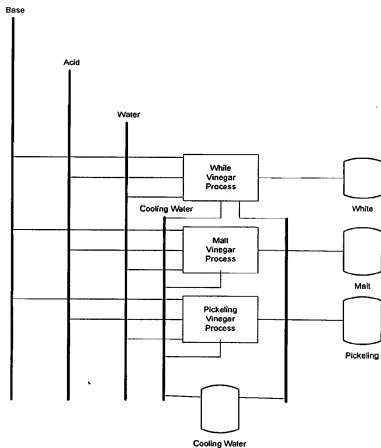 Base
Acid
Water
White
Vinegar
Process
White
Cooling Water
Malt
Vinegar
Process
Malt
Pickeling
Vinegar
Process
Pickeling
Cooling Water